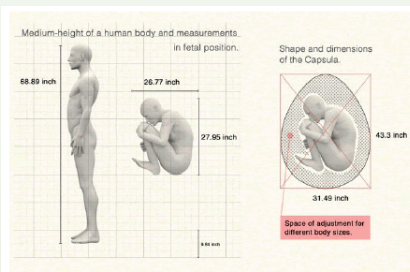 Medium-height of a human body and measurements
in fetal position.
Shape and dimensions
of the Capsula.
68.89 inch
26.77 inch
27.95 inch
43.3 inch
31.49 inch
Space of adjustment for
different body sizes.